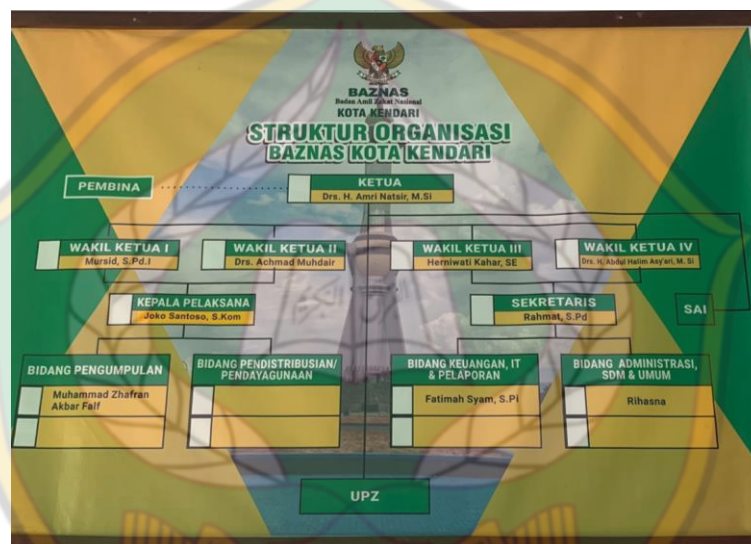 BAZNAS
Badan Amil Zakat Nasional
KOTA KENDARI
STRUKTUR ORGANISASI
BAZNAS KOTA KENDARI
PEMBINA
KETUA
Drs. H. Amri Natsir, M.Si
WAKIL KETUA I
Mursid, S.Pd.I
WAKIL KETUA II
Drs. Achmad Muhdair
WAKIL KETUA III
Herniwati Kahar, SE
WAKIL KETUA IV
Drs. H. Abdul Halim Asy'ari, M. Si
KEPALA PELAKSANA
Joko Santoso, S.Kom
SEKRETARIS
Rahmat, S.Pd
SAI
BIDANG PENGUMPULAN
Muhammad Zhafran
Akbar Falf
BIDANG PENDISTRIBUSIAN/
PENDAYAGUNAAN
BIDANG KEUANGAN, IT
& PELAPORAN
Fatimah Syam, S.Pi
BIDANG ADMINISTRASI,
SDM & UMUM
Rihasna
UPZ